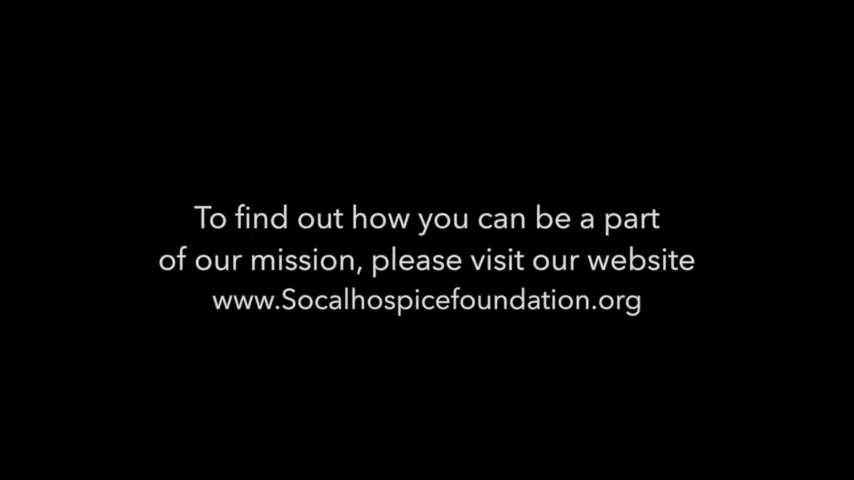 To find out how you can be a part
of our mission, please visit our website
www.Socalhospicefoundation.org